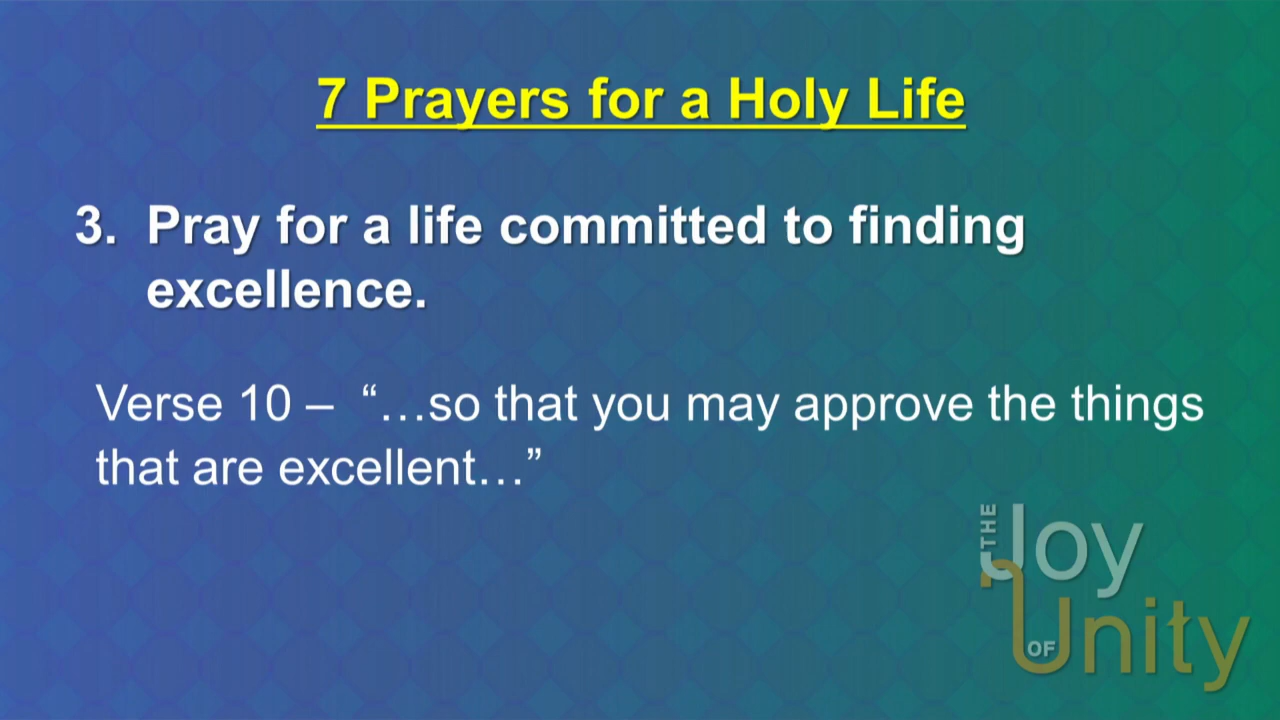 7 Prayers for a Holy Life
3. Pray for a life committed to finding
excellence.
Verse 10 – “…so that you may approve the things
that are excellent…”
THE
Joy
OF
Unity